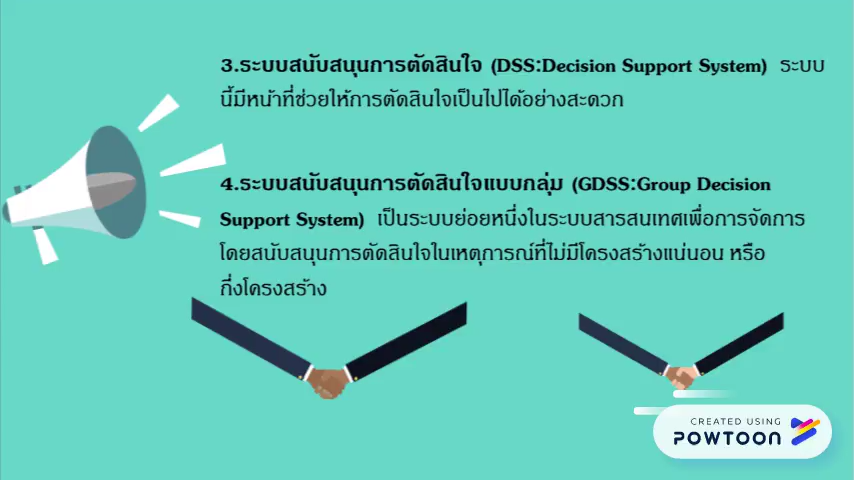 3.ระบบสนับสนุนการตัดสินใจ (DSS:Decision Support System) ระบบ
นี้มีหน้าที่ช่วยให้การตัดสินใจเป็นไปได้อย่างสะดวก
4.ระบบสนับสนุนการตัดสินใจแบบกลุ่ม (GDSS:Group Decision
Support System) เป็นระบบย่อยหนึ่งในระบบสารสนเทศเพื่อการจัดการ
โดยสนับสนุนการตัดสินใจในเหตุการณ์ที่ไม่มีโครงสร้างแน่นอน หรือ
กึ่งโครงสร้าง
CREATED USING
POWTOON